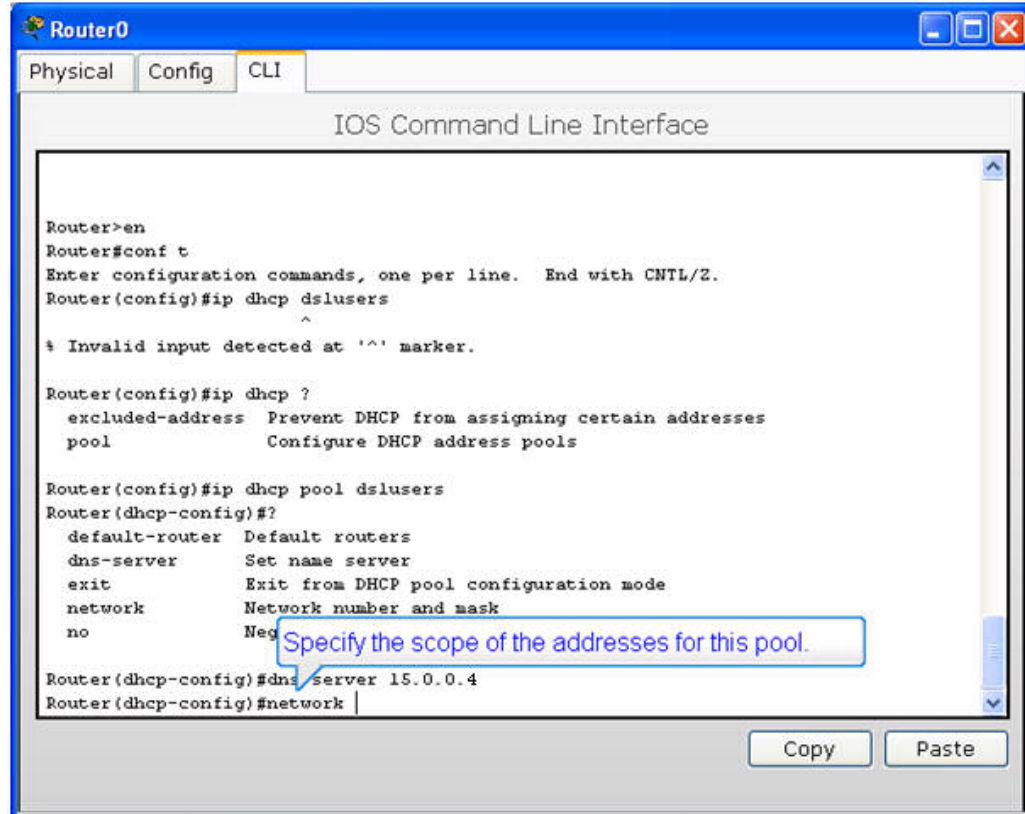 Router0
Physical Config CLI
IOS Command Line Interface
Router>en
Router#conf t
Enter configuration commands, one per line. End with CNTL/Z.
Router(config)#ip dhcp dslusers
^
% Invalid input detected at '^' marker.
Router(config)#ip dhcp ?
excluded-address Prevent DHCP from assigning certain addresses
pool Configure DHCP address pools
Router(config)#ip dhcp pool dslusers
Router(dhcp-config)#?
default-router Default routers
dns-server Set name server
exit Exit from DHCP pool configuration mode
network Network number and mask
no Neg
Specify the scope of the addresses for this pool.
Router(dhcp-config)#dns-server 15.0.0.4
Router(dhcp-config)#network
Copy Paste